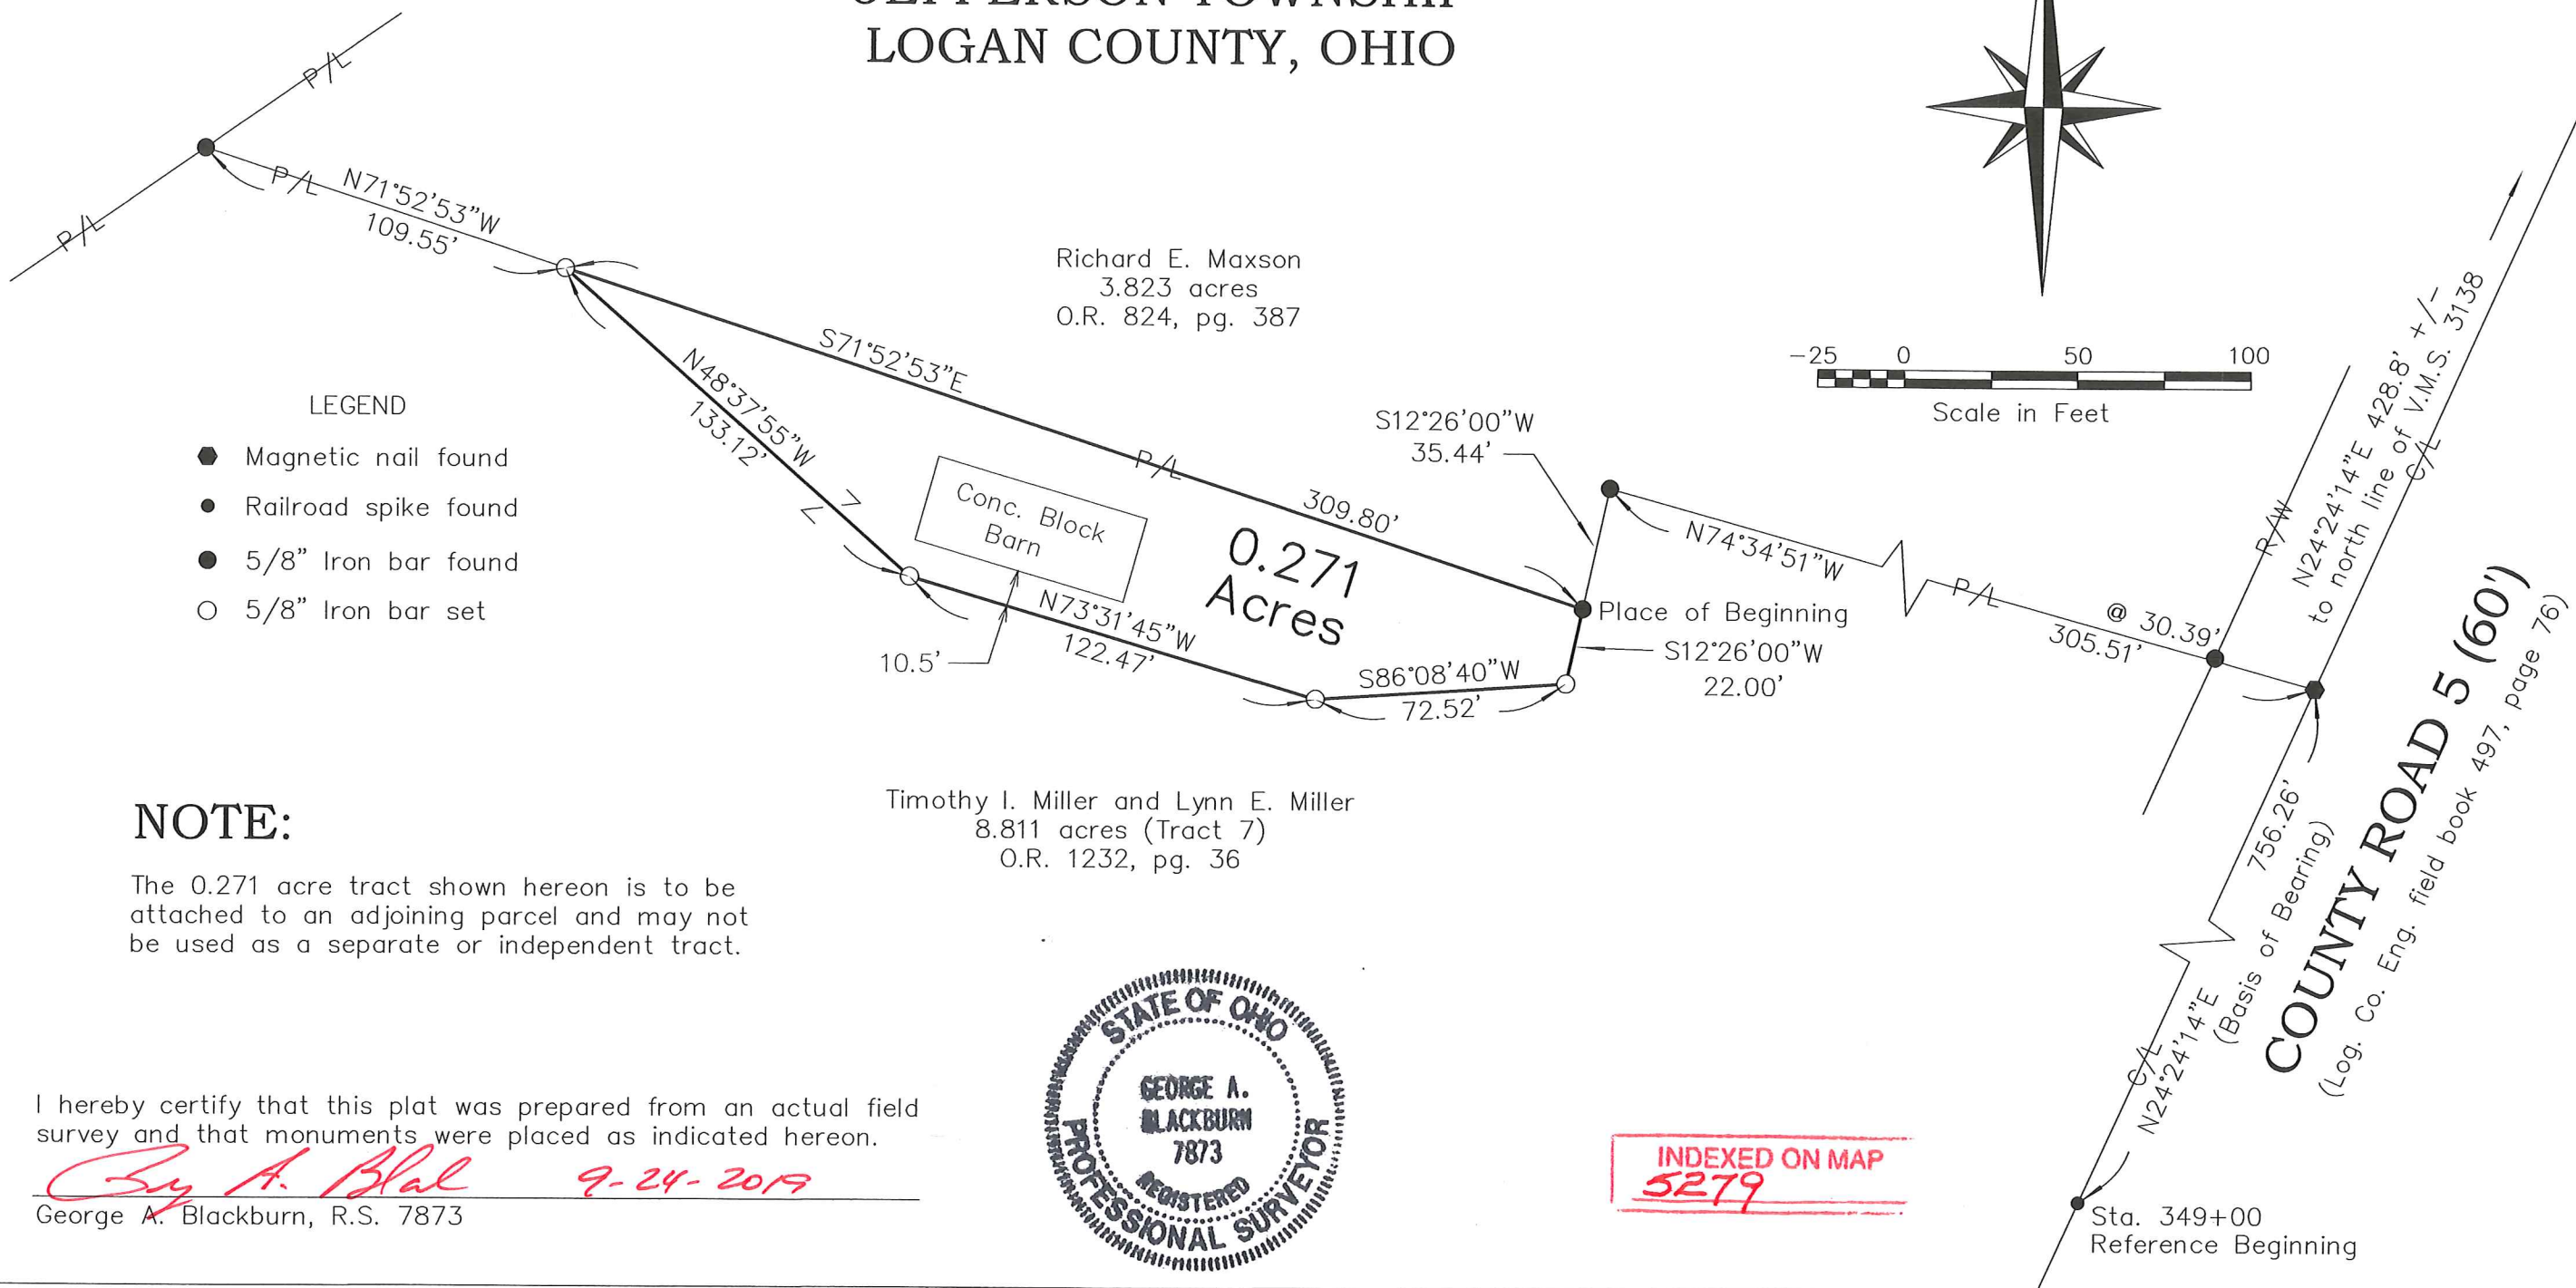 JEFFERSON TOWNSHIP
LOGAN COUNTY, OHIO
P/L
P/L
P/L
N71°52'53"W
109.55'
Richard E. Maxson
3.823 acres
O.R. 824, pg. 387
S71°52'53"E
P/L
309.80'
N48°37'55"W
133.12'
LEGEND
Magnetic nail found
Railroad spike found
5/8" Iron bar found
5/8" Iron bar set
Conc. Block
Barn
0.271
Acres
10.5'
N73°31'45"W
122.47'
S86°08'40"W
72.52'
S12°26'00"W
35.44'
Place of Beginning
S12°26'00"W
22.00'
-25 0 50 100
Scale in Feet
N74°34'51"W
P/L
@ 30.39'
305.51'
R/W
N24°24'14"E 428.8' +/-
to north line of V.M.S. 3138
C/L
COUNTY ROAD 5 (60')
(Log. Co. Eng. field book 497, page 76)
756.26'
(Basis of Bearing)
C/L
N24°24'14"E
Sta. 349+00
Reference Beginning
Timothy I. Miller and Lynn E. Miller
8.811 acres (Tract 7)
O.R. 1232, pg. 36
NOTE:
The 0.271 acre tract shown hereon is to be
attached to an adjoining parcel and may not
be used as a separate or independent tract.
I hereby certify that this plat was prepared from an actual field
survey and that monuments were placed as indicated hereon.
9-24-2019
George A. Blackburn, R.S. 7873
STATE OF OHIO
GEORGE A.
BLACKBURN
7873
REGISTERED
PROFESSIONAL SURVEYOR
INDEXED ON MAP
5279